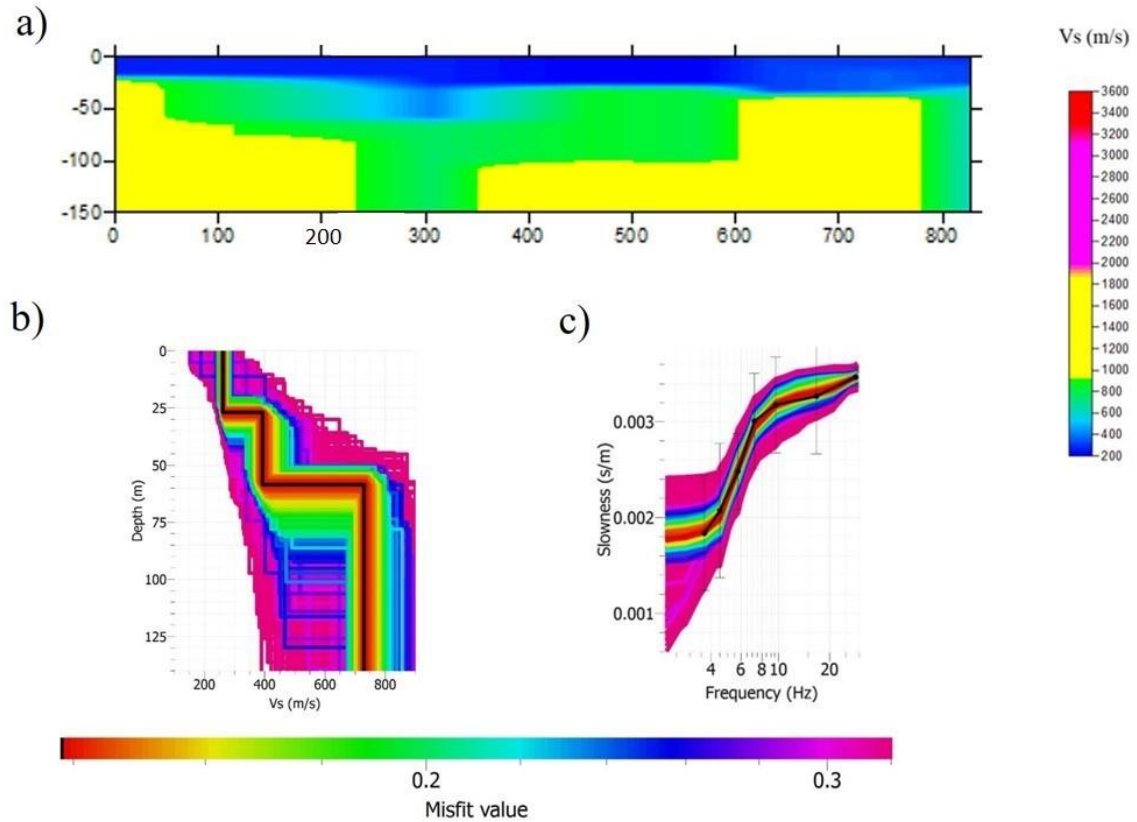 a)
Vs (m/s)
0
-50
-100
-150
0 100 200 300 400 500 600 700 800
3600
3200
2800
2600
2400
2200
2000
1800
1600
1400
1200
1000
800
600
400
200
b)
0
25
50
75
100
125
Depth (m)
200 400 600 800
Vs (m/s)
c)
0.003
0.002
0.001
Slowness (s/m)
4 6 8 10 20
Frequency (Hz)
0.2 0.3
Misfit value